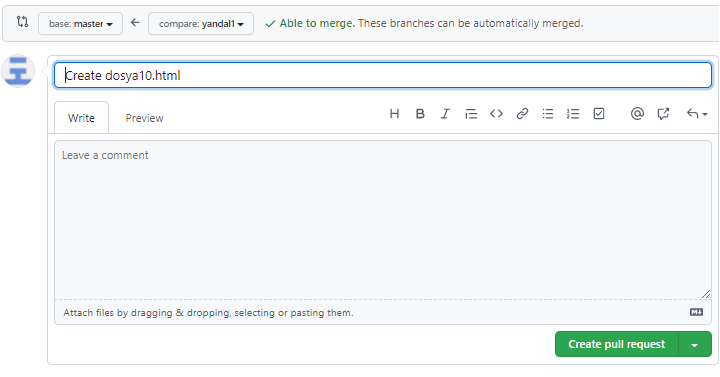 base: master compare: yandal1 Able to merge. These branches can be automatically merged.
Create dosya10.html
Write Preview
Leave a comment
Attach files by dragging & dropping, selecting or pasting them.
Create pull request